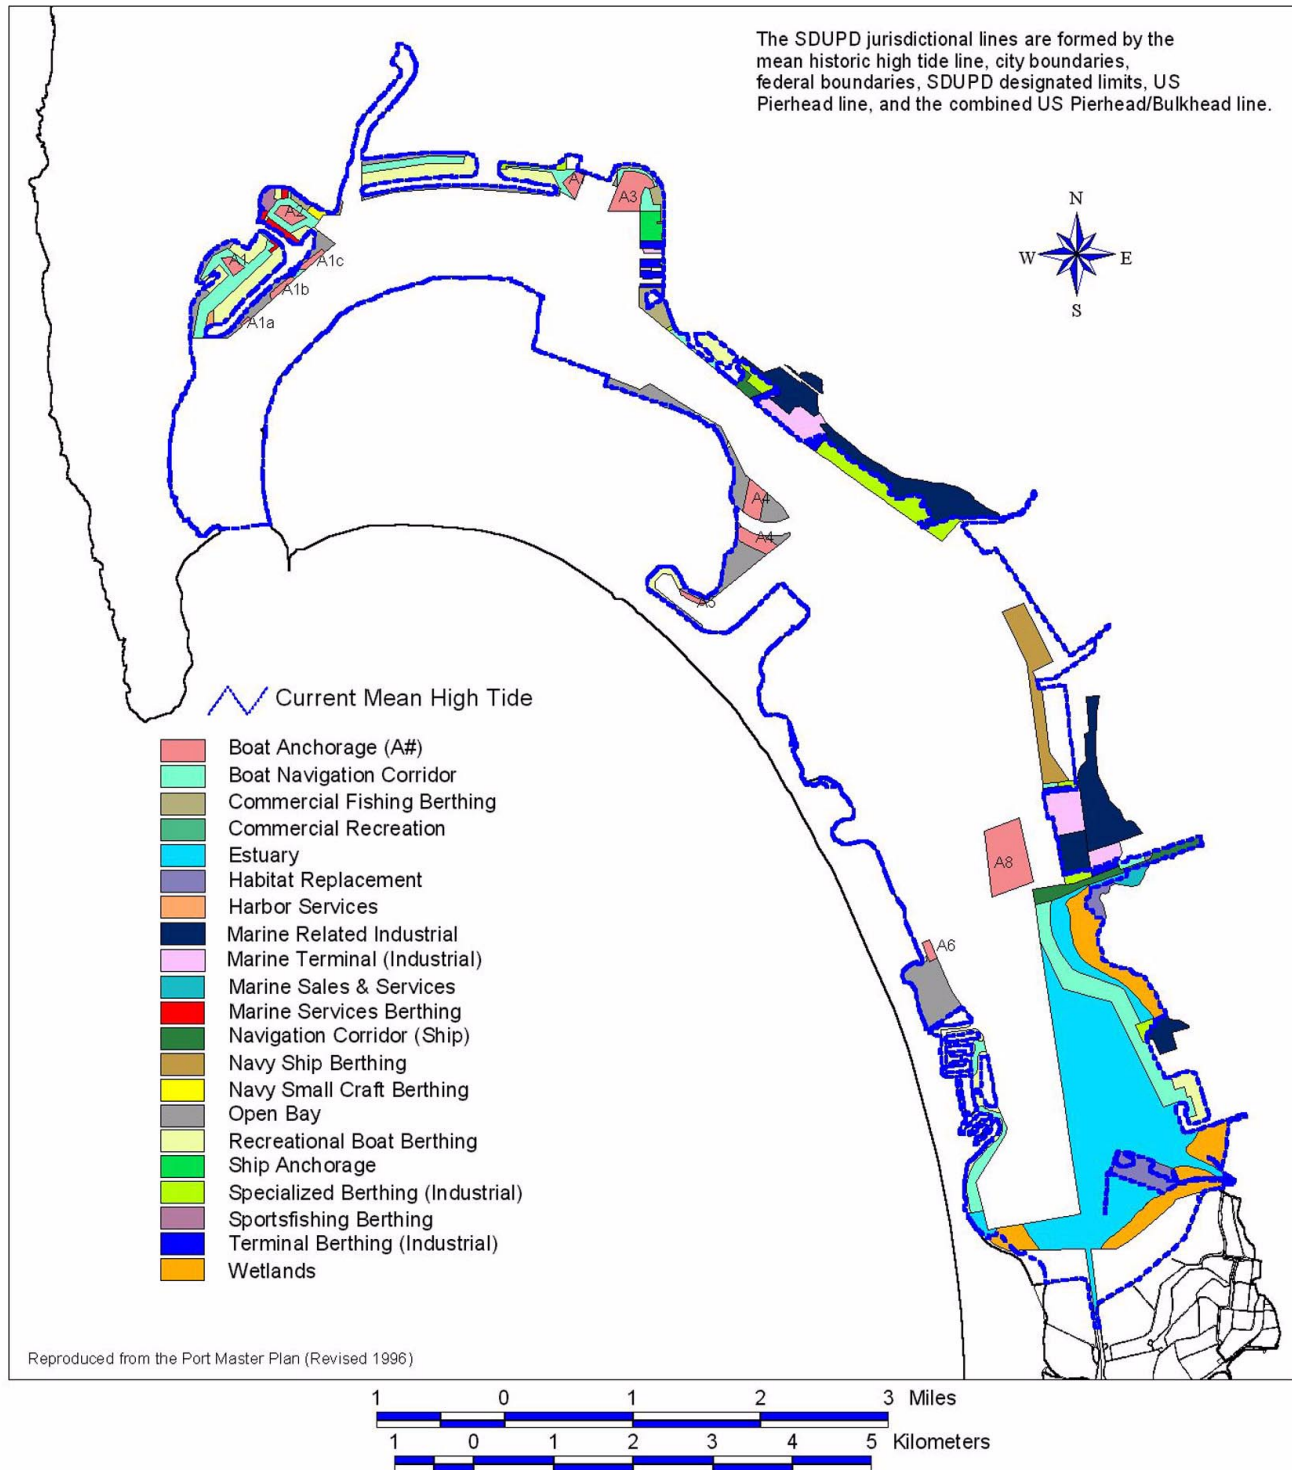 The SDUPD jurisdictional lines are formed by the
mean historic high tide line, city boundaries,
federal boundaries, SDUPD designated limits, US
Pierhead line, and the combined US Pierhead/Bulkhead line.
N
W E
S
A3
A2
A1
A1c
A1b
A1a
A4
A4
A5
A8
A6
Current Mean High Tide
Boat Anchorage (A#)
Boat Navigation Corridor
Commercial Fishing Berthing
Commercial Recreation
Estuary
Habitat Replacement
Harbor Services
Marine Related Industrial
Marine Terminal (Industrial)
Marine Sales & Services
Marine Services Berthing
Navigation Corridor (Ship)
Navy Ship Berthing
Navy Small Craft Berthing
Open Bay
Recreational Boat Berthing
Ship Anchorage
Specialized Berthing (Industrial)
Sportsfishing Berthing
Terminal Berthing (Industrial)
Wetlands
Reproduced from the Port Master Plan (Revised 1996)
1 0 1 2 3 Miles
1 0 1 2 3 4 5 Kilometers